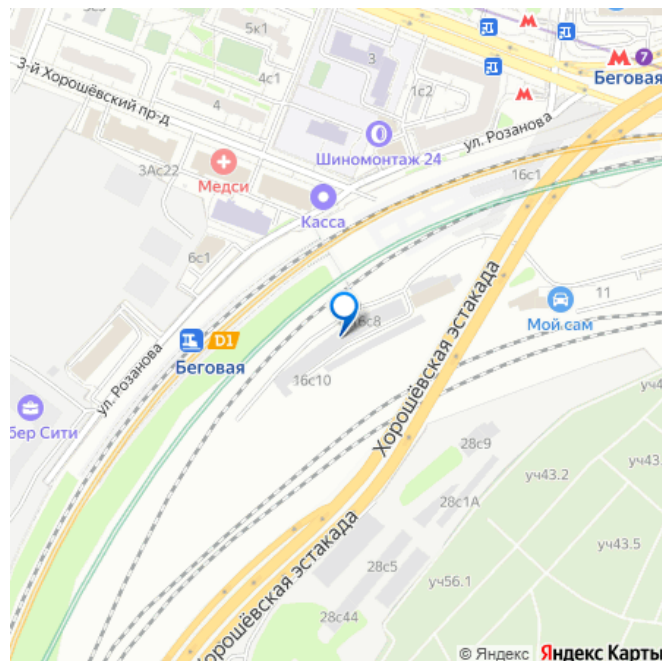 5к1
3
4с1
1с2
7
Беговая
3-й Хорошёвский пр-д
4
ул. Розанова
Шиномонтаж 24
3Ас22
Медси
16с1
Касса
6с1
11
Мой сам
16с8
D1
Беговая
ул. Розанова
16с10
Хорошёвская эстакада
бер Сити
28с9
уч43.2
уч43.
28с1А
уч43.5
28с5
уч56.1
28с44
Хорошёвская эстакада
© Яндекс Яндекс Карты